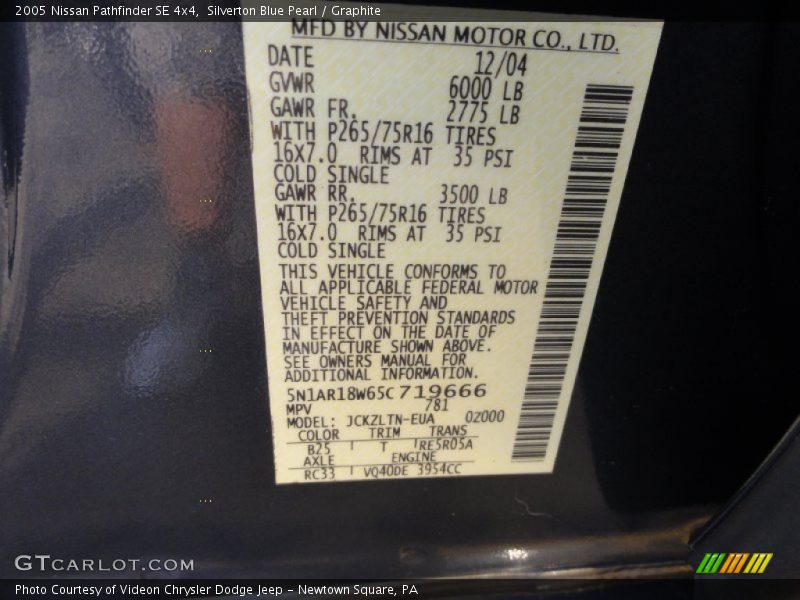 2005 Nissan Pathfinder SE 4x4,  Silverton Blue Pearl / Graphite
MFD BY NISSAN MOTOR CO., LTD.
DATE 12/04
GVWR 6000 LB
GAWR FR. 2775 LB
WITH P265/75R16 TIRES
16X7.0 RIMS AT 35 PSI
COLD SINGLE
GAWR RR. 3500 LB
WITH P265/75R16 TIRES
16X7.0 RIMS AT 35 PSI
COLD SINGLE
THIS VEHICLE CONFORMS TO
ALL APPLICABLE FEDERAL MOTOR
VEHICLE SAFETY AND
THEFT PREVENTION STANDARDS
IN EFFECT ON THE DATE OF
MANUFACTURE SHOWN ABOVE.
SEE OWNERS MANUAL FOR
ADDITIONAL INFORMATION.
5N1AR18W65C719666
MPV 781
MODEL: JCKZLTN-EUA 0Z000
COLOR TRIM TRANS
B25 T RE5R05A
AXLE ENGINE
RC33 VQ40DE 3954CC
GTCARLOT.COM
Photo Courtesy of Videon Chrysler Dodge Jeep - Newtown Square, PA